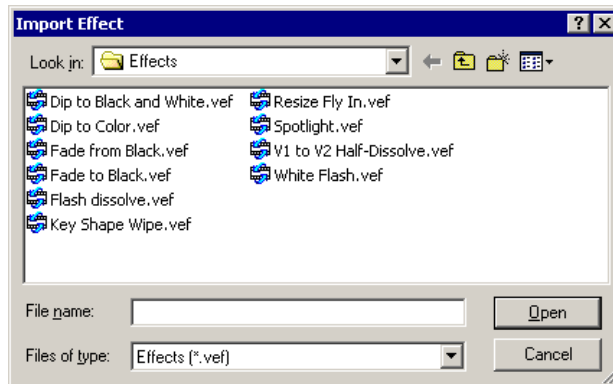 Import Effect
Look in: Effects
Dip to Black and White.vef
Dip to Color.vef
Fade from Black.vef
Fade to Black.vef
Flash dissolve.vef
Key Shape Wipe.vef
Resize Fly In.vef
Spotlight.vef
V1 to V2 Half-Dissolve.vef
White Flash.vef
File name:
Open
Files of type: Effects (*.vef)
Cancel